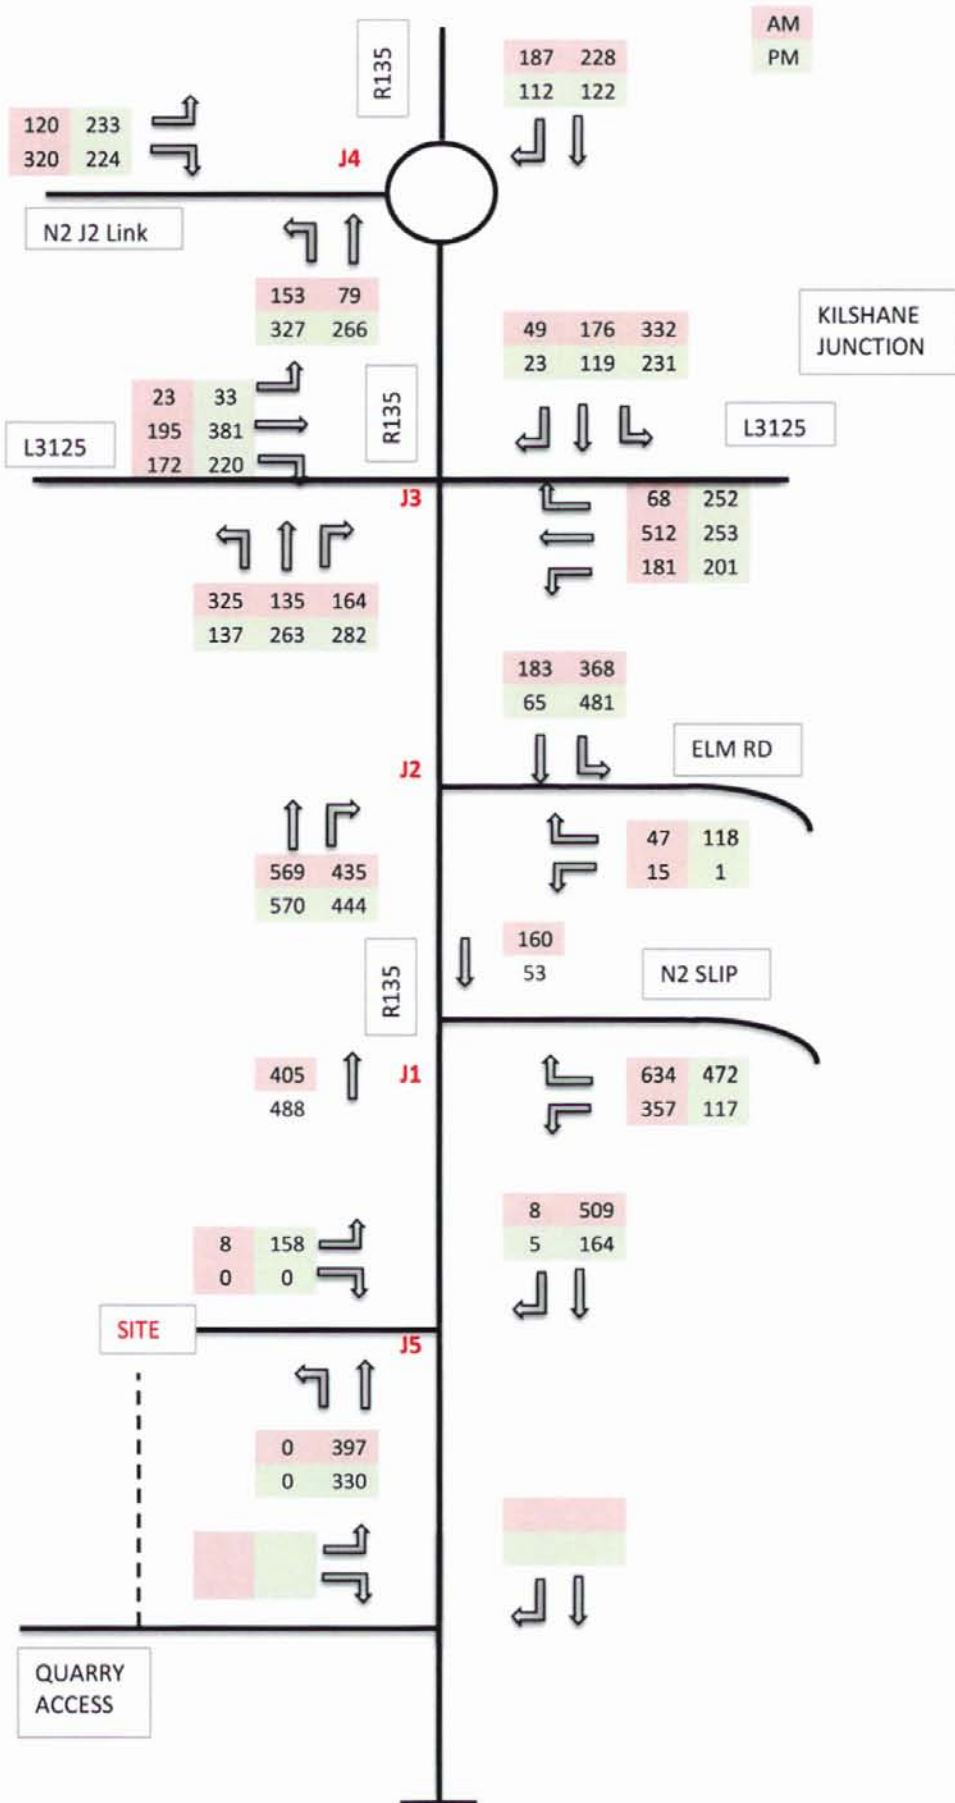 AM
PM
R135
187 228
112 122
120 233
320 224
J4
N2 J2 Link
153 79
327 266
KILSHANE
JUNCTION
49 176 332
23 119 231
R135
23 33
195 381
172 220
L3125
L3125
J3
68 252
512 253
181 201
325 135 164
137 263 282
183 368
65 481
ELM RD
J2
47 118
15 1
569 435
570 444
R135
160
53
N2 SLIP
405
488
J1
634 472
357 117
8 509
5 164
8 158
0 0
SITE
J5
0 397
0 330
QUARRY
ACCESS